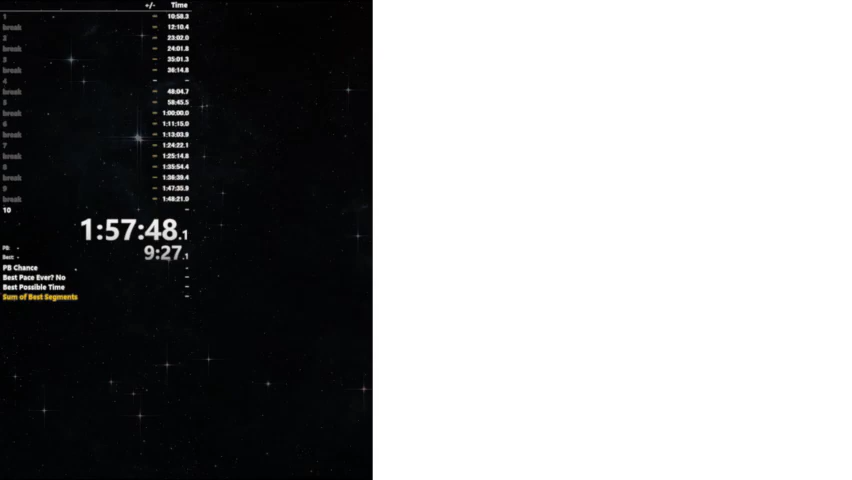 +/- Time
1 – 10:58.3
break – 12:10.4
2 – 23:02.0
break – 24:01.8
3 – 35:01.3
break – 36:14.8
4 – –
break – 48:04.7
5 – 58:45.5
break – 1:00:00.0
6 – 1:11:15.0
break – 1:13:03.9
7 – 1:24:22.1
break – 1:25:14.8
8 – 1:35:54.4
break – 1:36:39.4
9 – 1:47:35.9
break – 1:48:21.0
10 –
1:57:48.1
PB: -
9:27.1
Best: -
PB Chance -
Best Pace Ever? No –
Best Possible Time –
Sum of Best Segments –